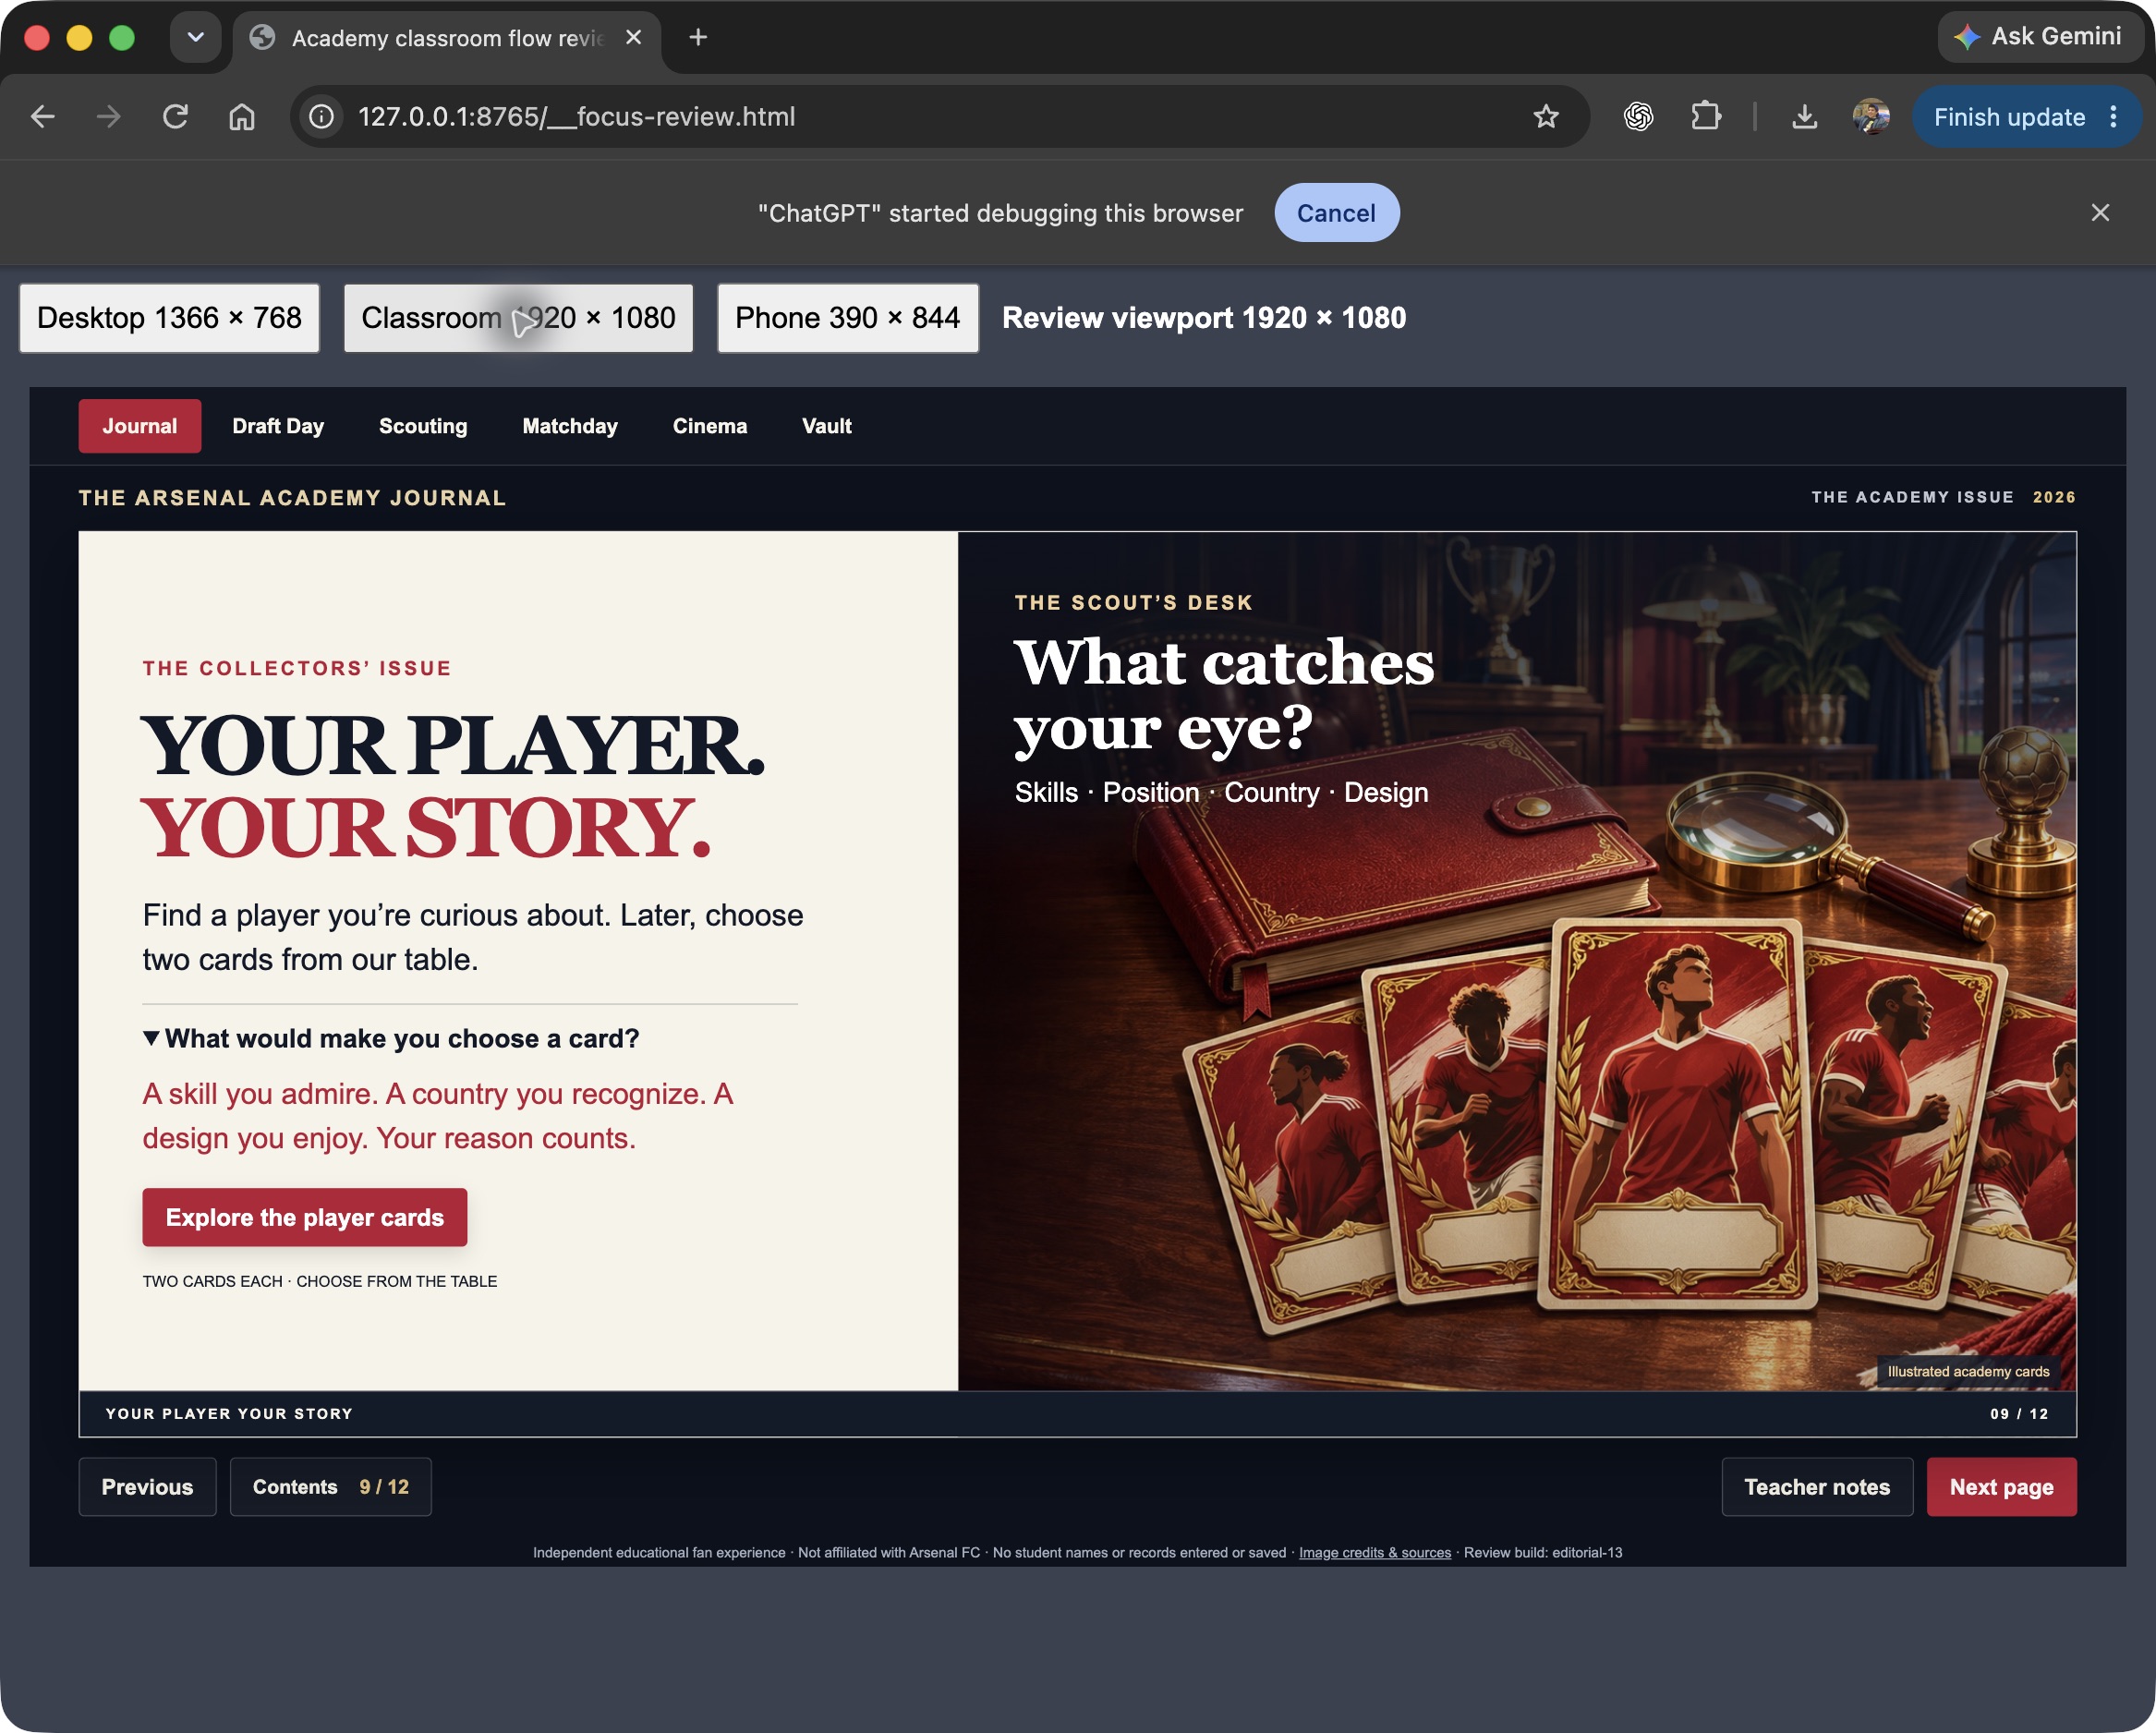 Academy classroom flow revie
Ask Gemini
127.0.0.1:8765/__focus-review.html
Finish update
"ChatGPT" started debugging this browser
Cancel
Desktop 1366 × 768
Classroom 1920 × 1080
Phone 390 × 844
Review viewport 1920 × 1080
Journal
Draft Day
Scouting
Matchday
Cinema
Vault
THE ARSENAL ACADEMY JOURNAL
THE ACADEMY ISSUE 2026
THE COLLECTORS’ ISSUE
YOUR PLAYER.
YOUR STORY.
Find a player you’re curious about. Later, choose
two cards from our table.
▼ What would make you choose a card?
A skill you admire. A country you recognize. A
design you enjoy. Your reason counts.
Explore the player cards
TWO CARDS EACH · CHOOSE FROM THE TABLE
THE SCOUT’S DESK
What catches
your eye?
Skills · Position · Country · Design
Illustrated academy cards
YOUR PLAYER YOUR STORY
09 / 12
Previous
Contents 9 / 12
Teacher notes
Next page
Independent educational fan experience · Not affiliated with Arsenal FC · No student names or records entered or saved · Image credits & sources · Review build: editorial-13